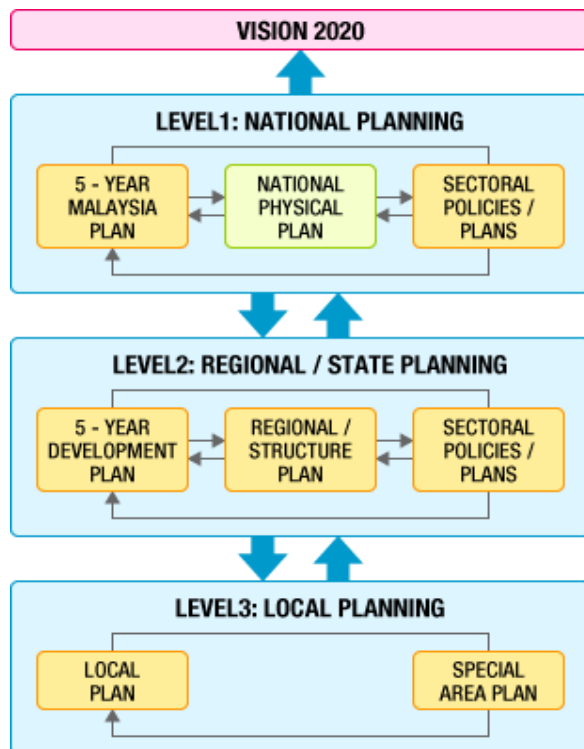 VISION 2020
LEVEL1: NATIONAL PLANNING
5 - YEAR
MALAYSIA
PLAN
NATIONAL
PHYSICAL
PLAN
SECTORAL
POLICIES /
PLANS
LEVEL2: REGIONAL / STATE PLANNING
5 - YEAR
DEVELOPMENT
PLAN
REGIONAL /
STRUCTURE
PLAN
SECTORAL
POLICIES /
PLANS
LEVEL3: LOCAL PLANNING
LOCAL
PLAN
SPECIAL
AREA PLAN